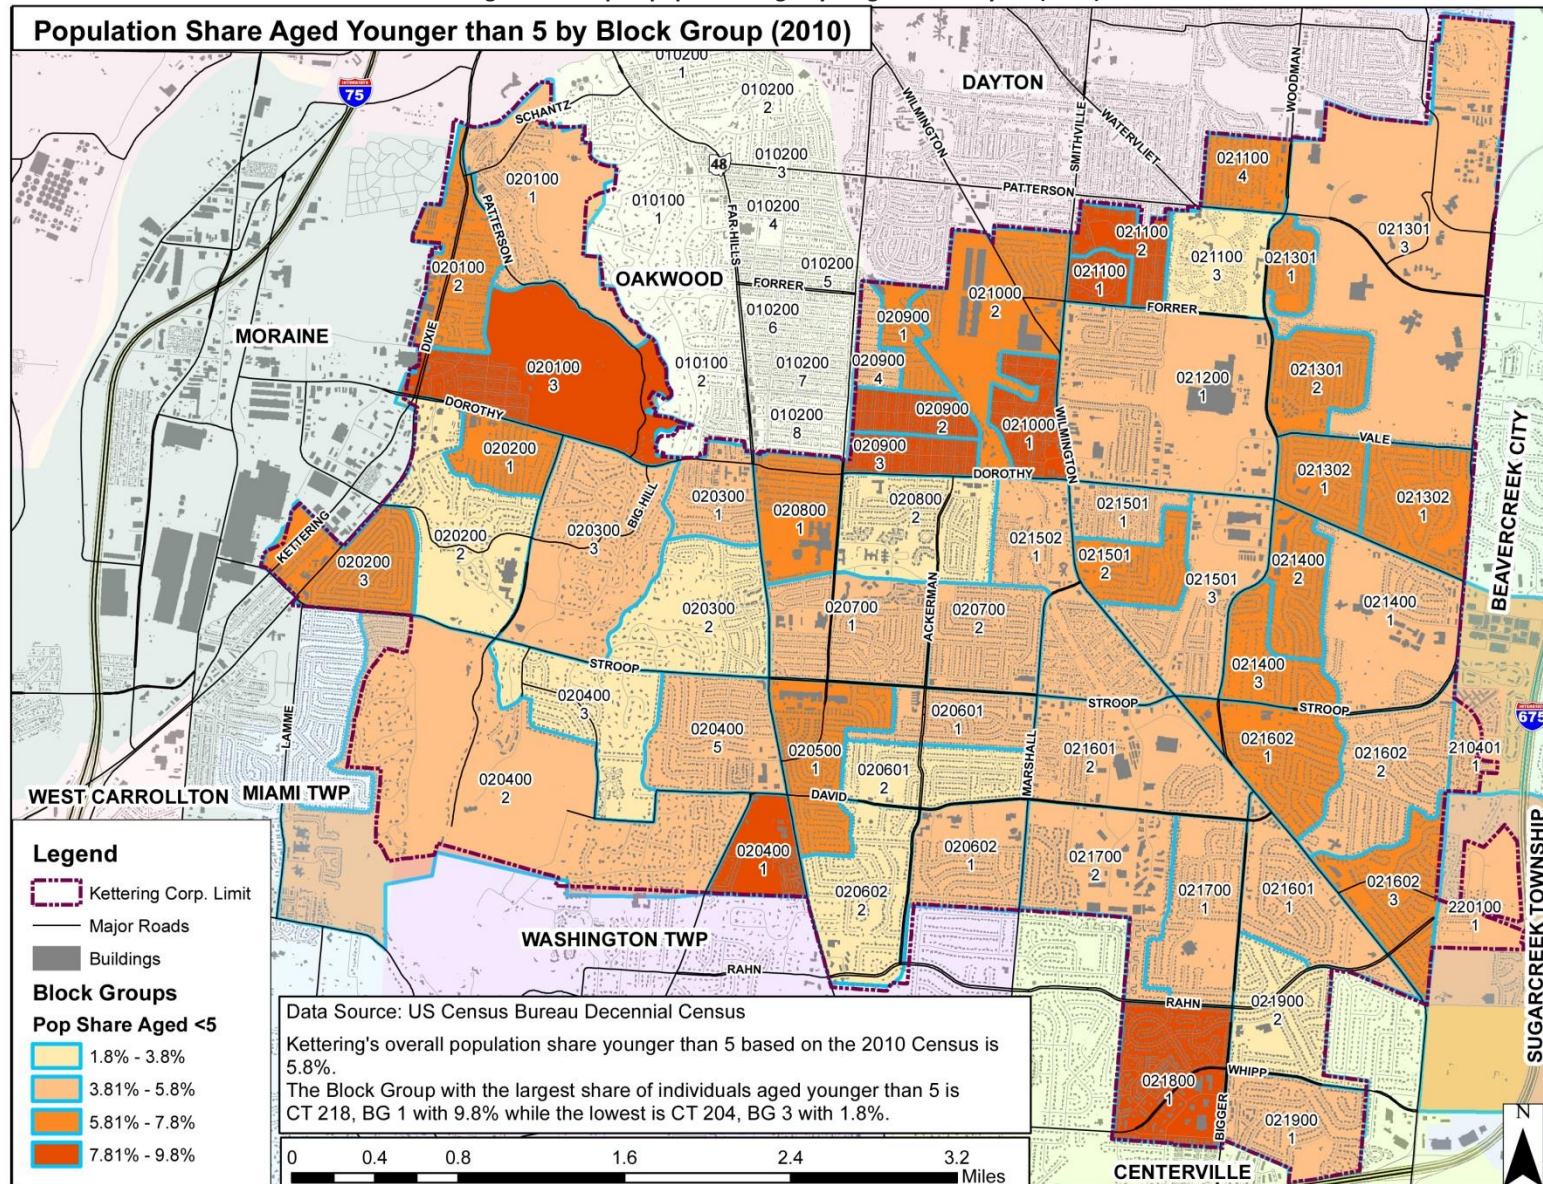 Population Share Aged Younger than 5 by Block Group (2010)
INTERSTATE
75
SCHANTZ
010200
1
010200
2
DAYTON
WILMINGTON
SMITHVILLE
WATERVLIET
WOODMAN
48
010200
3
021100
4
020100
1
PATTERSON
PATTERSON
010100
1
FAR HILLS
010200
4
021100
2
021100
3
021301
3
020100
2
OAKWOOD
010200
5
021100
1
021301
1
FORRER
FORRER
021000
2
MORAINE
DIXIE
010200
6
020900
1
020100
3
010100
2
010200
7
020900
4
021200
1
021301
2
DOROTHY
010200
8
020900
2
021000
1
WILMINGTON
VALE
BEAVERCREEK CITY
020200
1
020900
3
DOROTHY
021302
1
021302
1
BIG HILL
020300
1
020800
1
020800
2
021501
1
KETTERING
020200
2
020300
3
021502
1
020200
3
021501
2
021400
2
021501
3
ACKERMAN
020300
2
020700
1
020700
2
021400
1
STROOP
021400
3
020400
3
STROOP
STROOP
LAMME
020400
5
020500
1
020601
1
MARSHALL
021601
2
021602
1
021602
2
210401
1
INTERSTATE
675
020400
2
020601
2
DAVID
WEST CARROLLTON
MIAMI TWP
SUGARCREEK TOWNSHIP
020400
1
020602
1
021700
2
020602
2
021700
1
021601
1
021602
3
220100
1
WASHINGTON TWP
RAHN
RAHN
021900
2
WHIPP
021800
1
BIGGER
021900
1
CENTERVILLE
N
Legend
Kettering Corp. Limit
Major Roads
Buildings
Block Groups
Pop Share Aged <5
1.8% - 3.8%
3.81% - 5.8%
5.81% - 7.8%
7.81% - 9.8%
Data Source: US Census Bureau Decennial Census
Kettering's overall population share younger than 5 based on the 2010 Census is
5.8%.
The Block Group with the largest share of individuals aged younger than 5 is
CT 218, BG 1 with 9.8% while the lowest is CT 204, BG 3 with 1.8%.
0 0.4 0.8 1.6 2.4 3.2
Miles